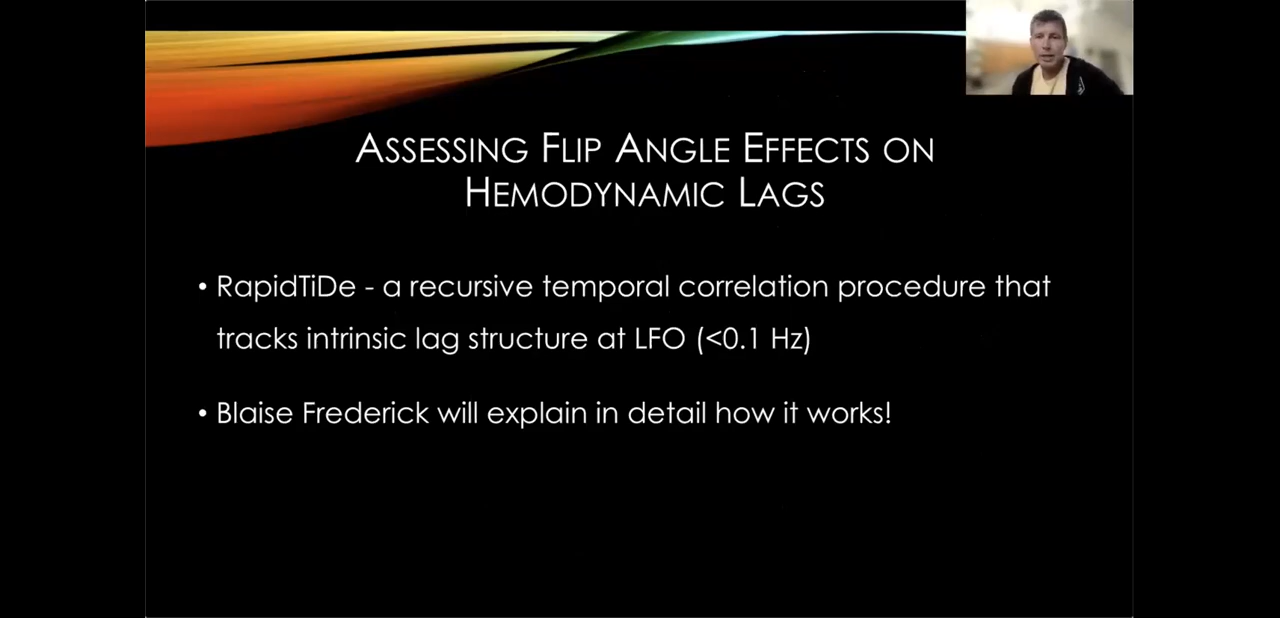 Assessing Flip Angle Effects on
Hemodynamic Lags
• RapidTiDe - a recursive temporal correlation procedure that
tracks intrinsic lag structure at LFO (<0.1 Hz)
• Blaise Frederick will explain in detail how it works!